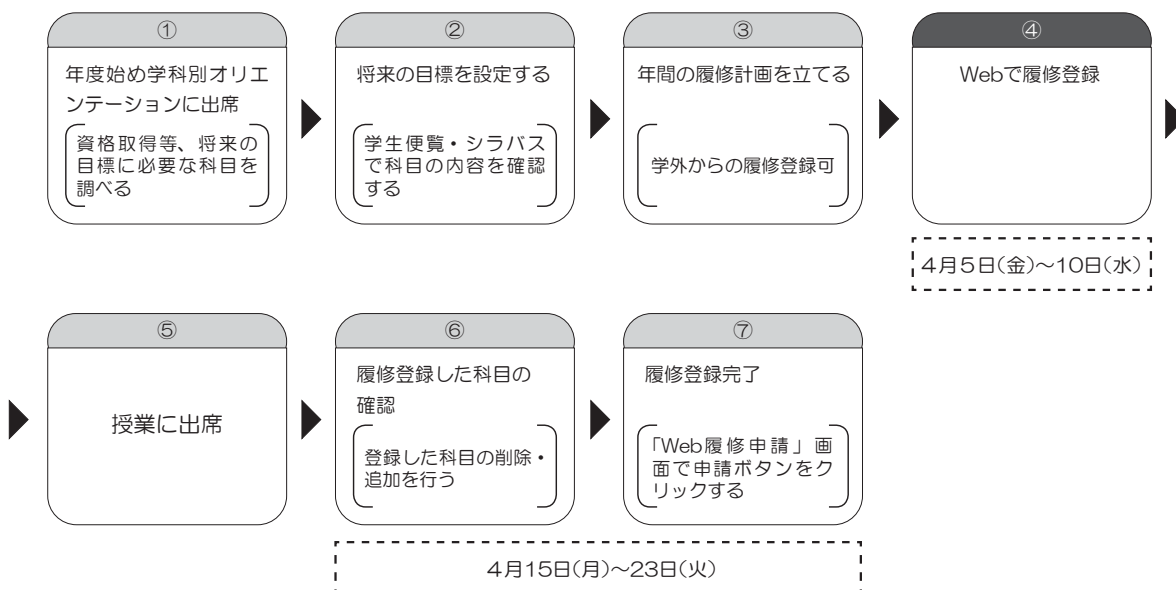 ①
年度始め学科別オリエ
ンテーションに出席
資格取得等、将来の
目標に必要な科目を
調べる
②
将来の目標を設定する
学生便覧・シラバス
で科目の内容を確認
する
③
年間の履修計画を立てる
学外からの履修登録可
④
Webで履修登録
4月5日(金)～10日(水)
⑤
授業に出席
⑥
履修登録した科目の
確認
登録した科目の削除・
追加を行う
⑦
履修登録完了
「Web履修申請」画
面で申請ボタンをク
リックする
4月15日(月)～23日(火)